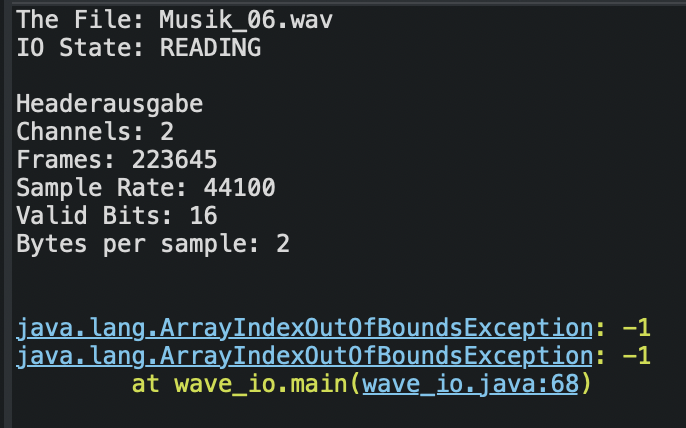 The File: Musik_06.wav
IO State: READING
Headerausgabe
Channels: 2
Frames: 223645
Sample Rate: 44100
Valid Bits: 16
Bytes per sample: 2
java.lang.ArrayIndexOutOfBoundsException: -1
java.lang.ArrayIndexOutOfBoundsException: -1
at wave_io.main(wave_io.java:68)